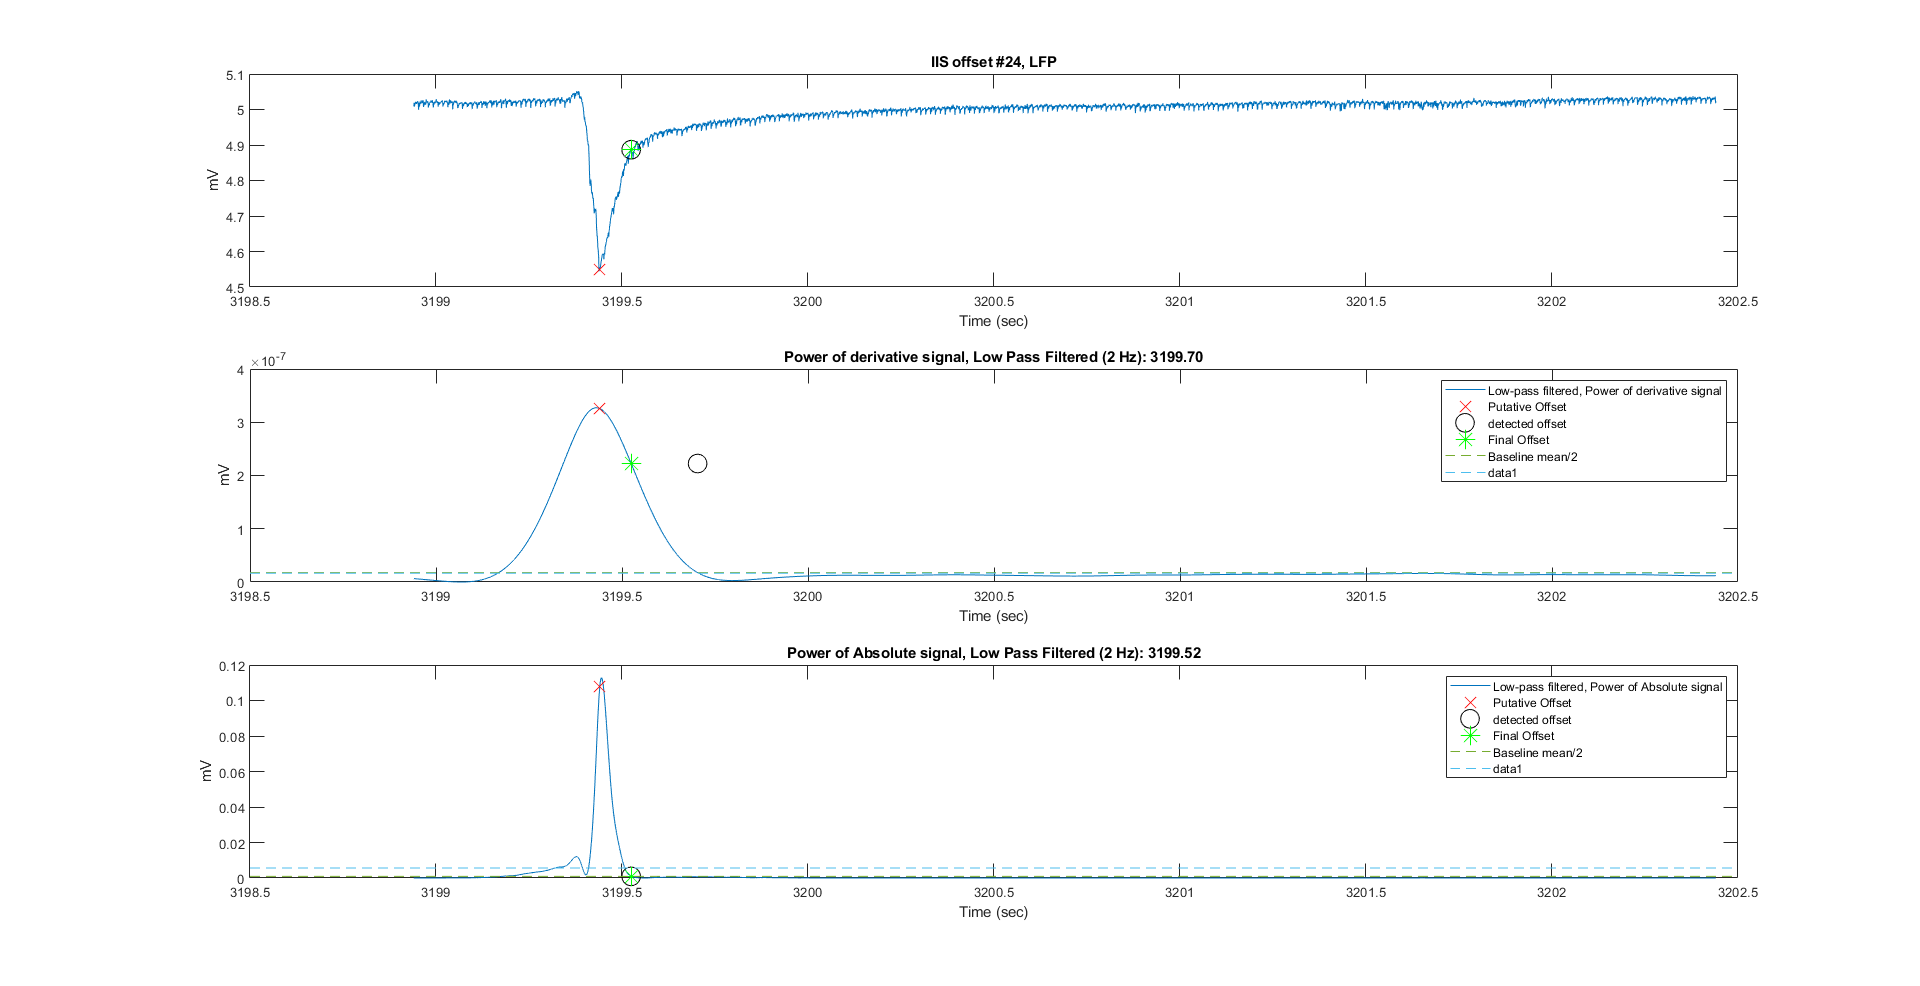 IIS offset #24, LFP
5.1
5
4.9
4.8
4.7
4.6
4.5
mV
3198.5 3199 3199.5 3200 3200.5 3201 3201.5 3202 3202.5
Time (sec)
Power of derivative signal, Low Pass Filtered (2 Hz): 3199.70
×10-7
4
3
2
1
0
mV
Low-pass filtered, Power of derivative signal
Putative Offset
detected offset
Final Offset
Baseline mean/2
data1
3198.5 3199 3199.5 3200 3200.5 3201 3201.5 3202 3202.5
Time (sec)
Power of Absolute signal, Low Pass Filtered (2 Hz): 3199.52
0.12
0.1
0.08
0.06
0.04
0.02
0
mV
Low-pass filtered, Power of Absolute signal
Putative Offset
detected offset
Final Offset
Baseline mean/2
data1
3198.5 3199 3199.5 3200 3200.5 3201 3201.5 3202 3202.5
Time (sec)